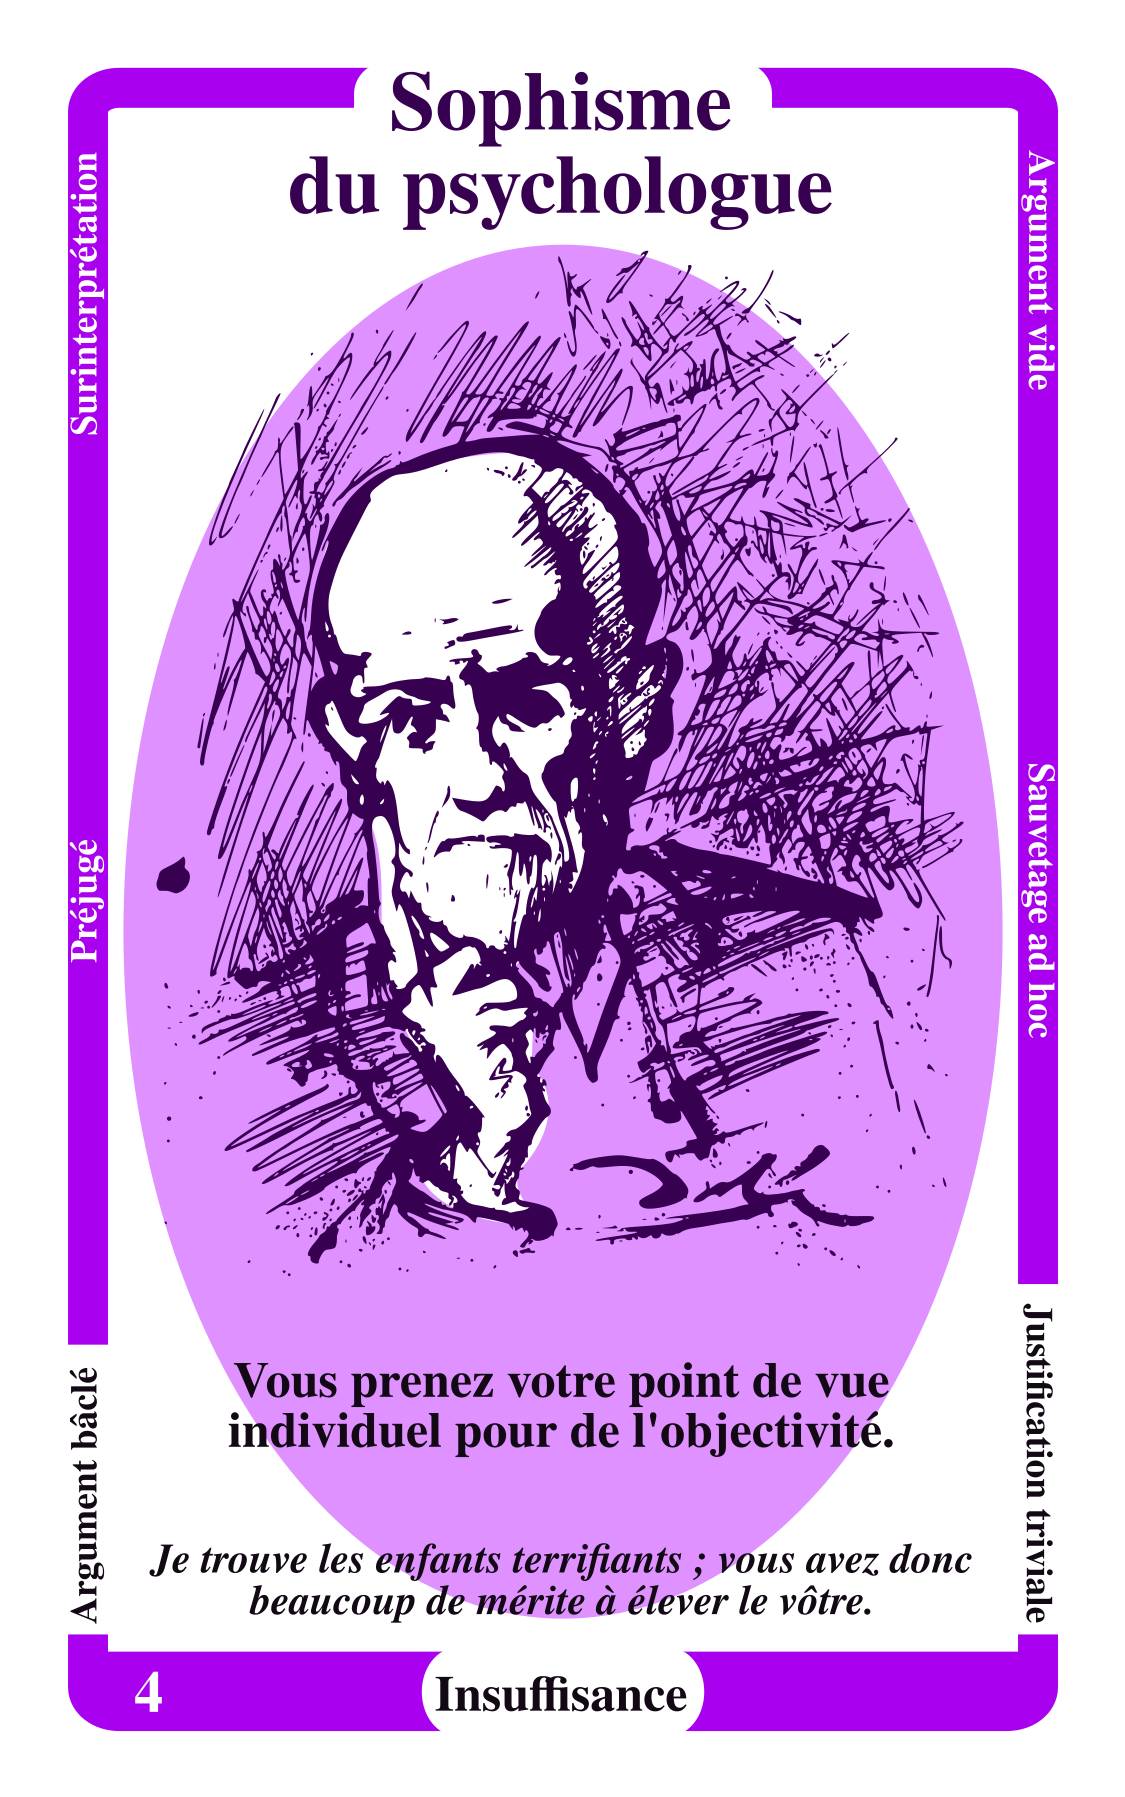 Sophisme
du psychologue
Surinterprétation
Préjugé
Argument bâclé
Argument vide
Sauvetage ad hoc
Justification triviale
Vous prenez votre point de vue
individuel pour de l'objectivité.
Je trouve les enfants terrifiants ; vous avez donc
beaucoup de mérite à élever le vôtre.
4
Insuffisance